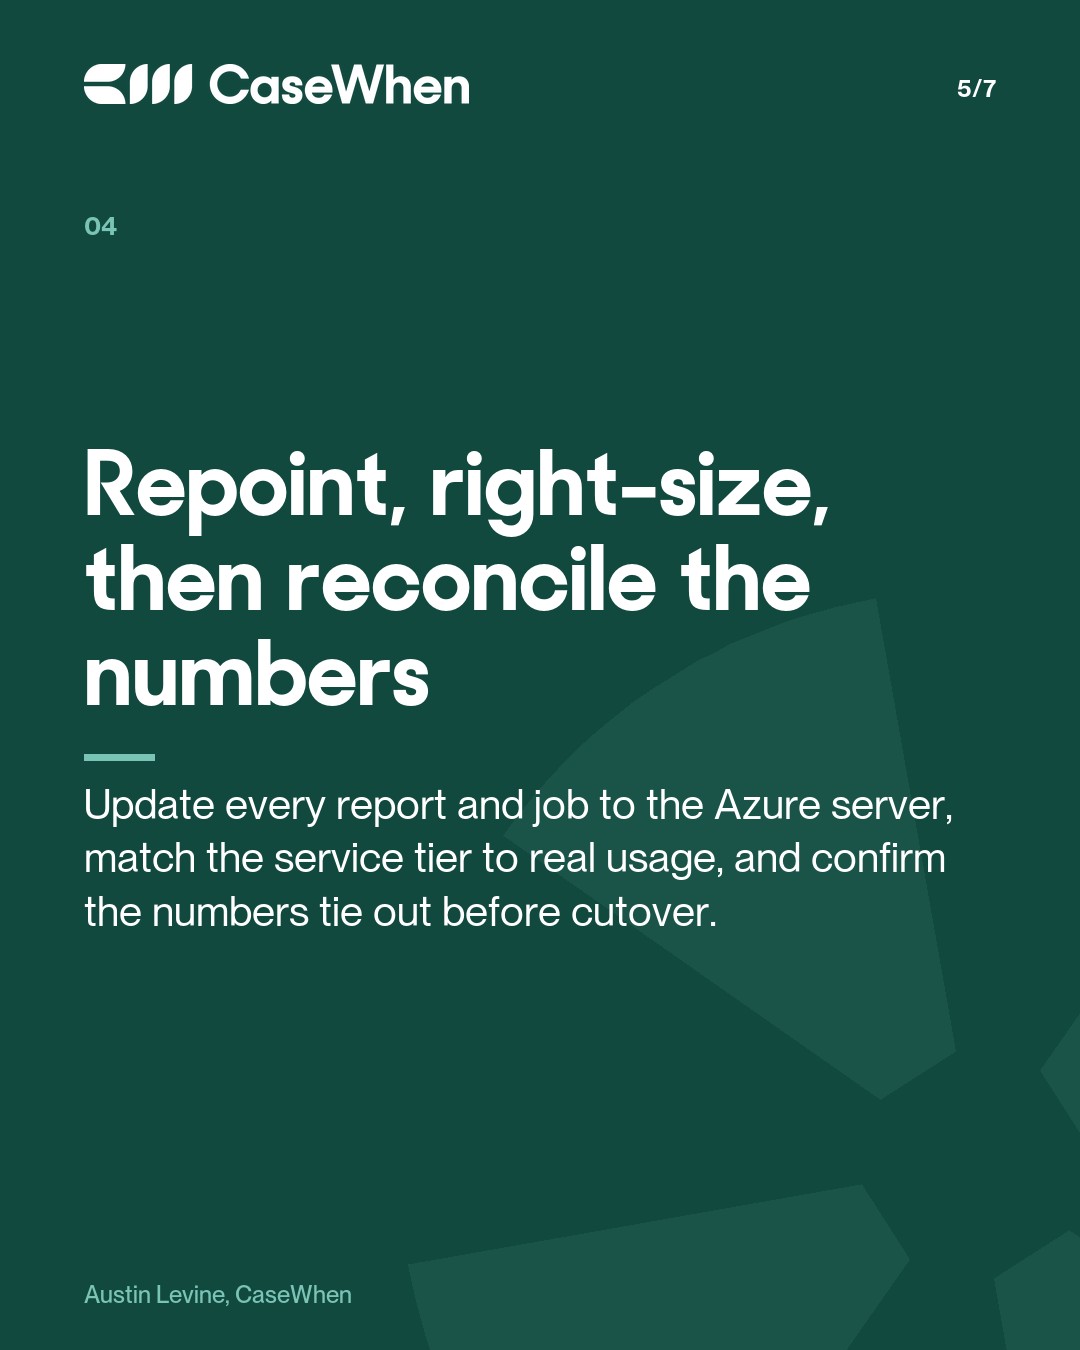 CaseWhen
5/7
04
Repoint, right-size,
then reconcile the
numbers
Update every report and job to the Azure server,
match the service tier to real usage, and confirm
the numbers tie out before cutover.
Austin Levine, CaseWhen